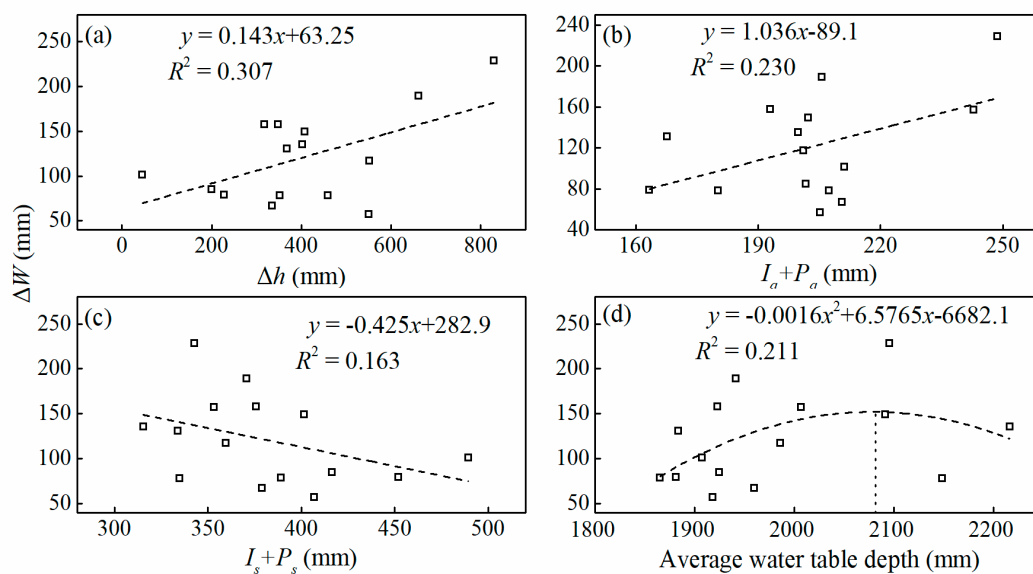 (a)
y = 0.143x+63.25
R² = 0.307
250
200
150
100
50
0 200 400 600 800
Δh (mm)
(b)
y = 1.036x-89.1
R² = 0.230
240
200
160
120
80
40
160 190 220 250
Ia+Pa (mm)
ΔW (mm)
(c)
y = -0.425x+282.9
R² = 0.163
250
200
150
100
50
300 350 400 450 500
Is+Ps (mm)
(d)
y = -0.0016x²+6.5765x-6682.1
R² = 0.211
250
200
150
100
50
1800 1900 2000 2100 2200
Average water table depth (mm)